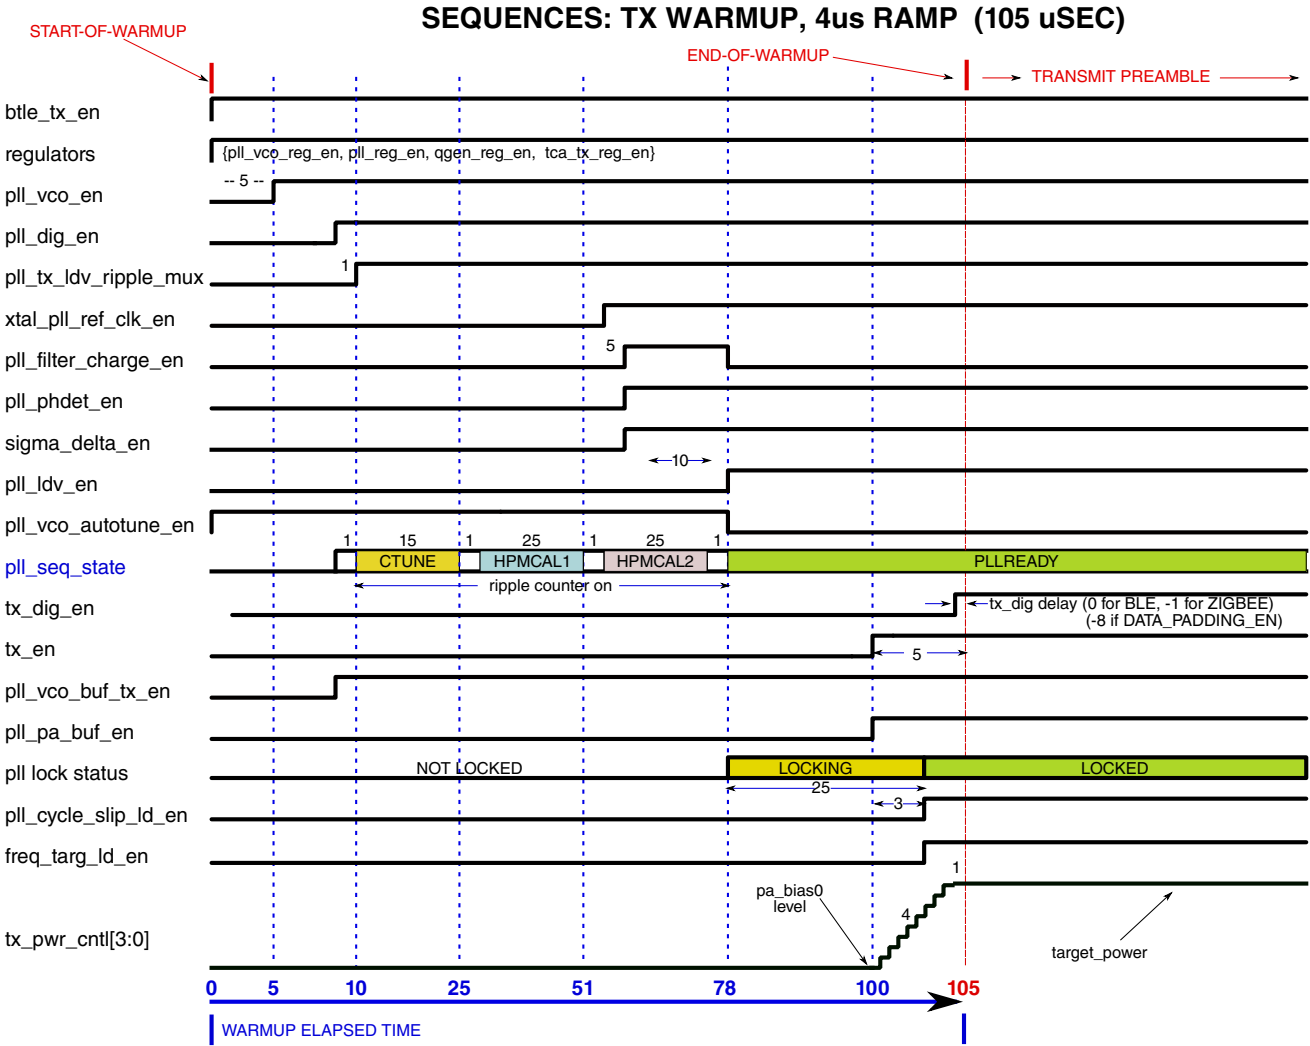 SEQUENCES: TX WARMUP, 4us RAMP (105 uSEC)
START-OF-WARMUP
END-OF-WARMUP
TRANSMIT PREAMBLE
btle_tx_en
regulators
{pll_vco_reg_en, pll_reg_en, qgen_reg_en, tca_tx_reg_en}
pll_vco_en
-- 5 --
pll_dig_en
pll_tx_ldv_ripple_mux
1
xtal_pll_ref_clk_en
pll_filter_charge_en
5
pll_phdet_en
sigma_delta_en
10
pll_ldv_en
pll_vco_autotune_en
1 15 1 25 1 25 1
pll_seq_state
CTUNE HPMCAL1 HPMCAL2 PLLREADY
ripple counter on
tx_dig_en
tx_dig delay (0 for BLE, -1 for ZIGBEE)
(-8 if DATA_PADDING_EN)
tx_en
5
pll_vco_buf_tx_en
pll_pa_buf_en
pll lock status
NOT LOCKED LOCKING LOCKED
25
pll_cycle_slip_ld_en
3
freq_targ_ld_en
1
pa_bias0
level
4
tx_pwr_cntl[3:0]
target_power
0 5 10 25 51 78 100 105
WARMUP ELAPSED TIME